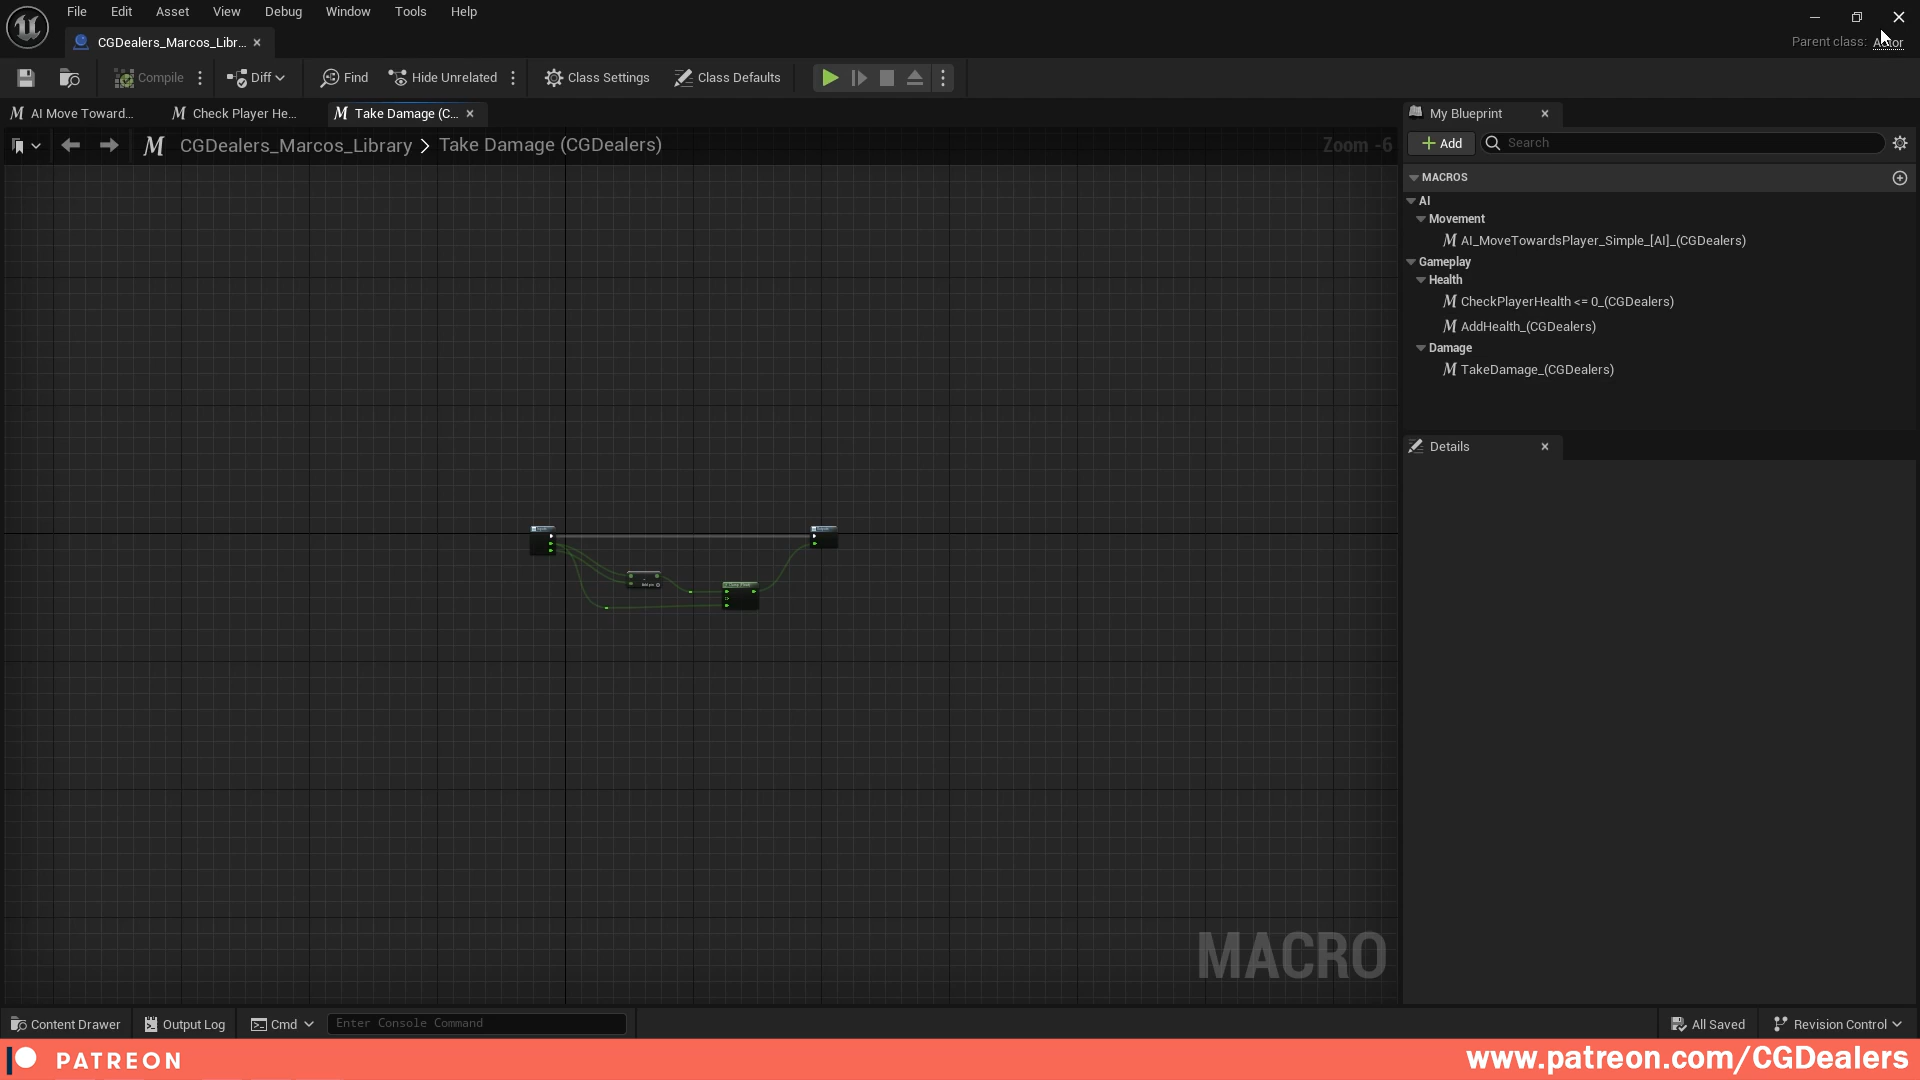 File Edit Asset View Debug Window Tools Help
CGDealers_Marcos_Libr...
Parent class: Actor
Compile Diff Find Hide Unrelated Class Settings Class Defaults
AI Move Toward... Check Player He... Take Damage (C...
CGDealers_Marcos_Library > Take Damage (CGDealers)
Zoom -6
My Blueprint
+ Add Search
MACROS
AI
Movement
AI_MoveTowardsPlayer_Simple_[AI]_(CGDealers)
Gameplay
Health
CheckPlayerHealth <= 0_(CGDealers)
AddHealth_(CGDealers)
Damage
TakeDamage_(CGDealers)
Details
MACRO
Content Drawer Output Log Cmd Enter Console Command All Saved Revision Control
PATREON www.patreon.com/CGDealers